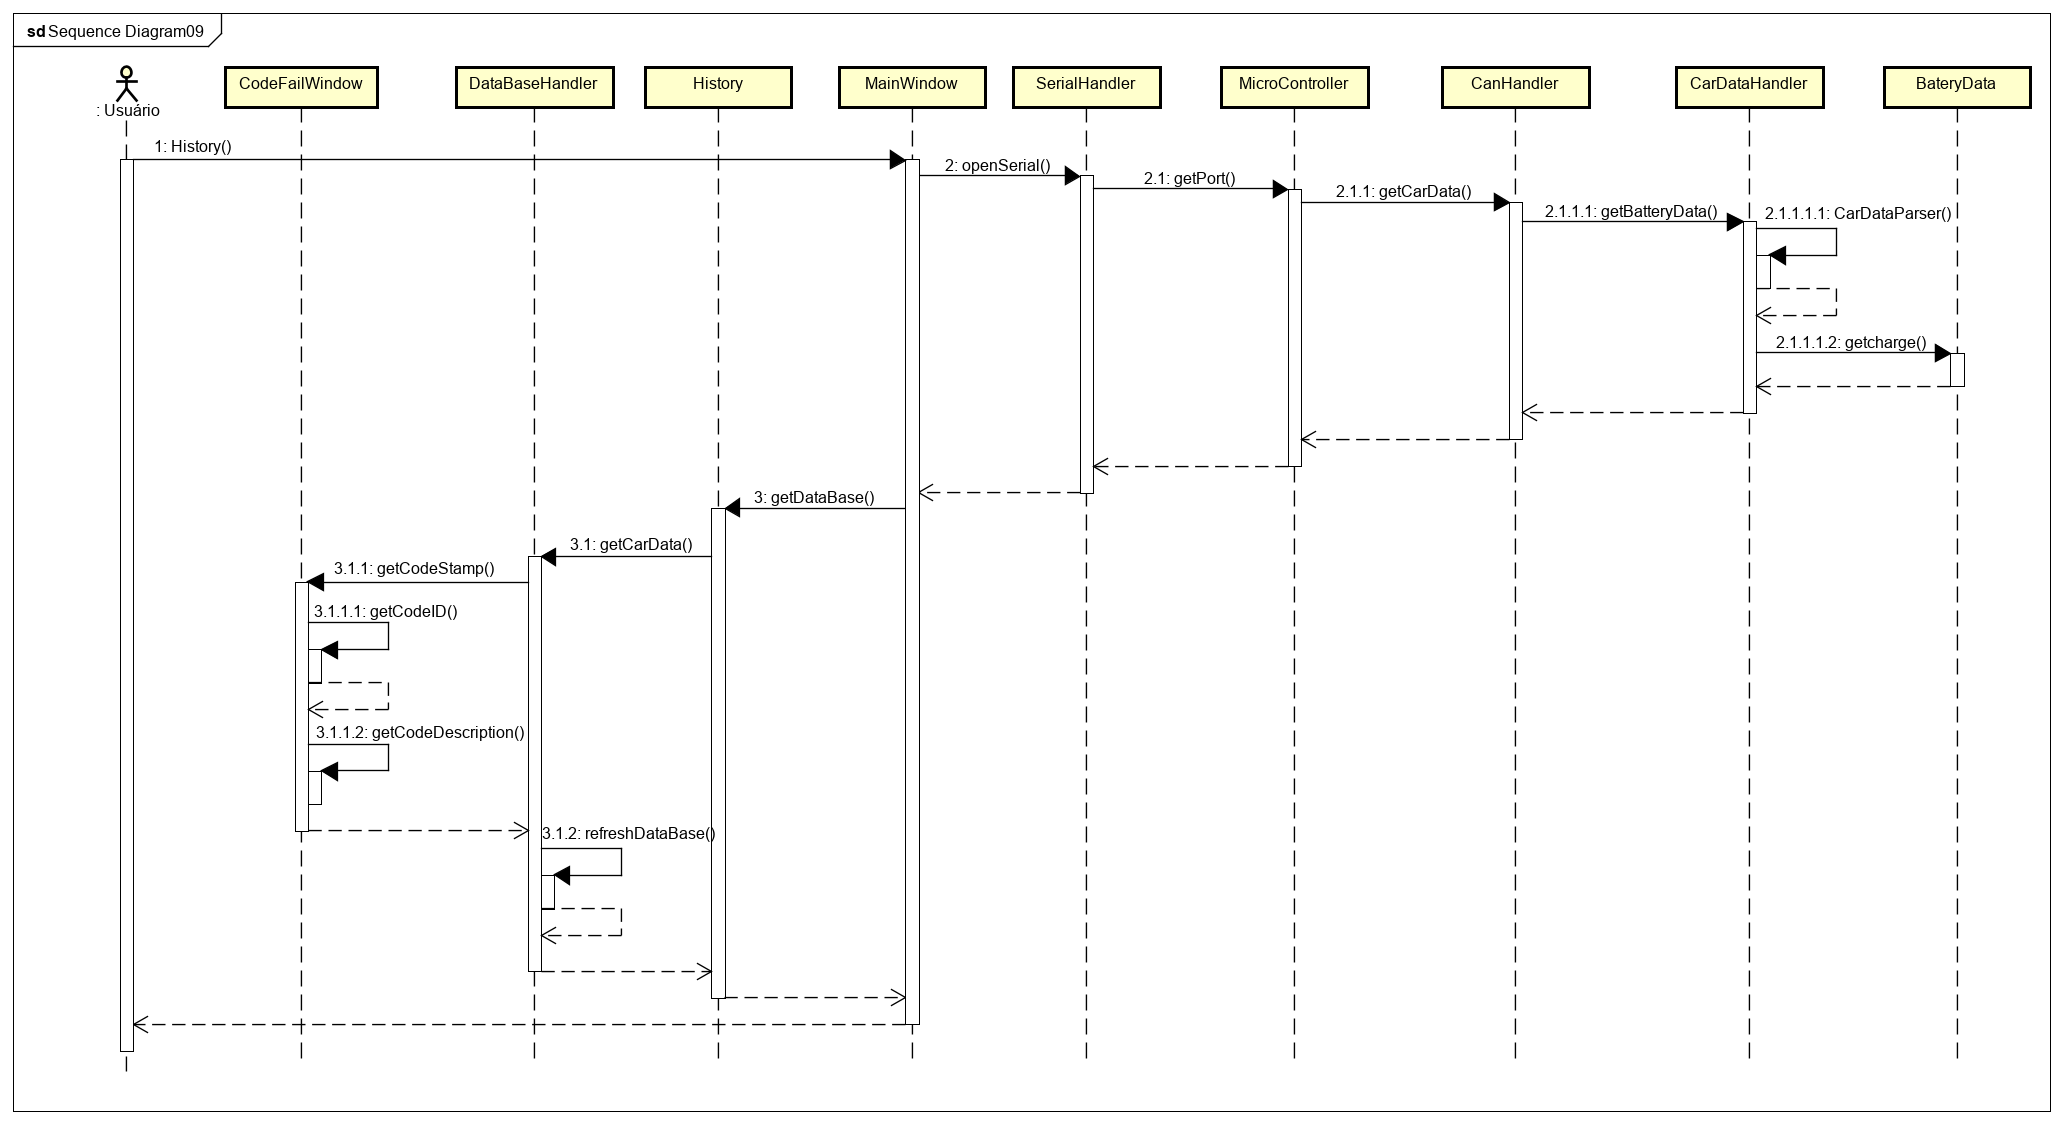 sd Sequence Diagram09
: Usuário
CodeFailWindow
DataBaseHandler
History
MainWindow
SerialHandler
MicroController
CanHandler
CarDataHandler
BateryData
1: History()
2: openSerial()
2.1: getPort()
2.1.1: getCarData()
2.1.1.1: getBatteryData()
2.1.1.1.1: CarDataParser()
2.1.1.1.2: getcharge()
3: getDataBase()
3.1: getCarData()
3.1.1: getCodeStamp()
3.1.1.1: getCodeID()
3.1.1.2: getCodeDescription()
3.1.2: refreshDataBase()